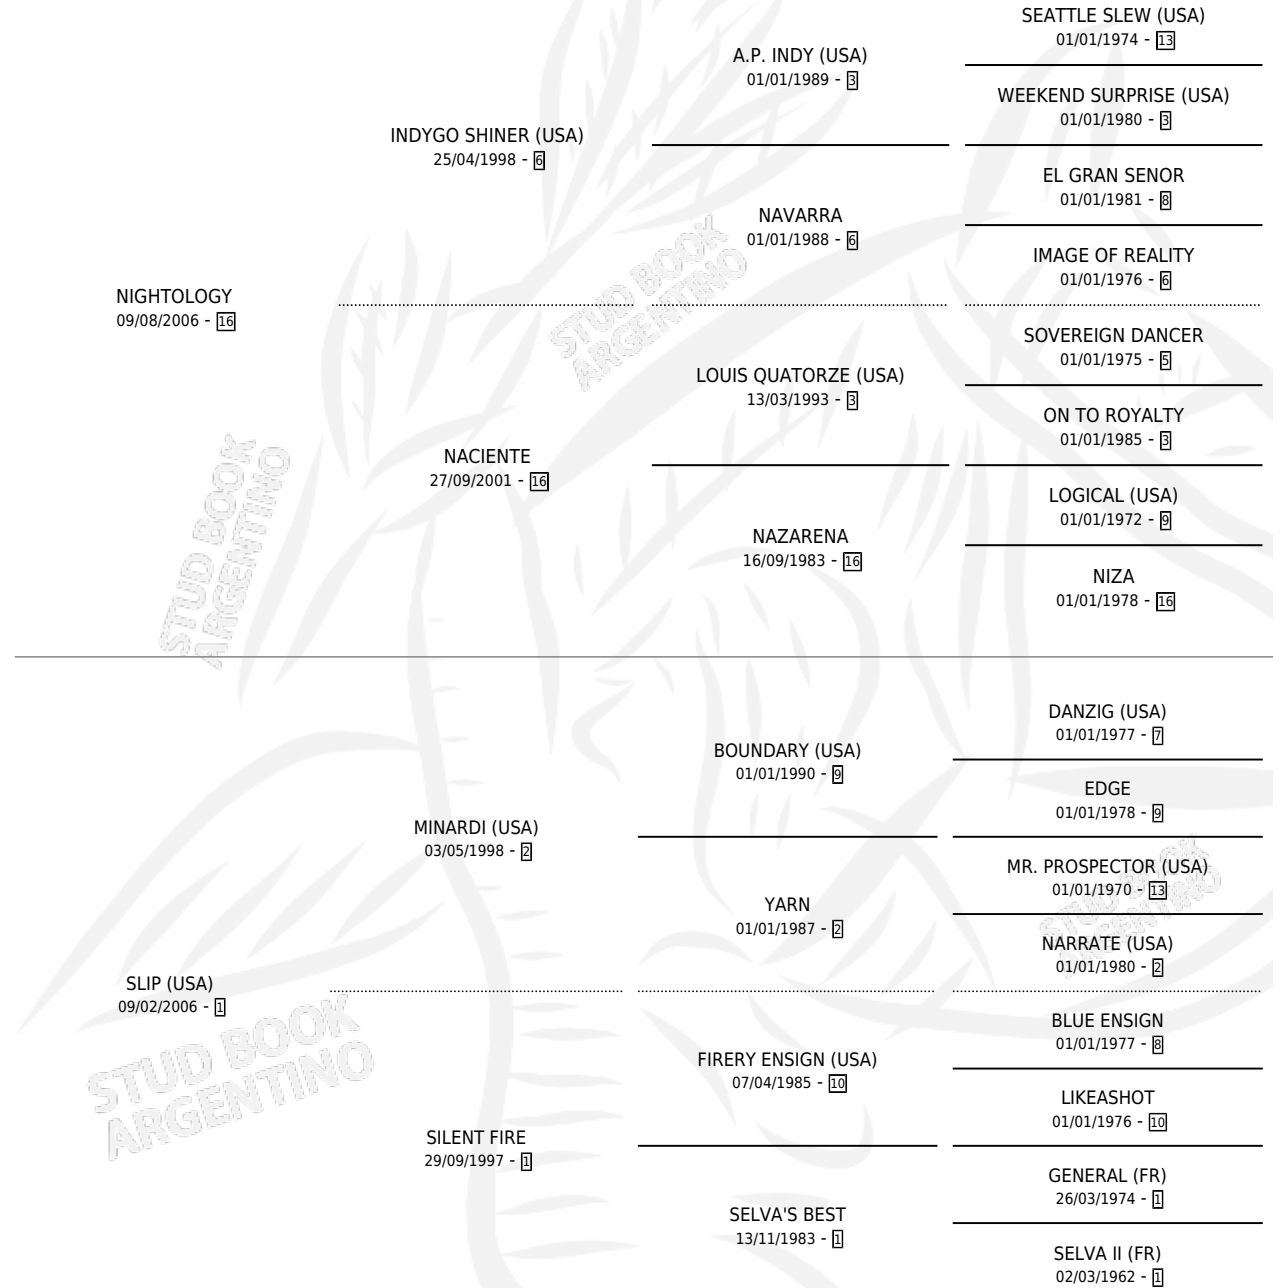 SEATTLE SLEW (USA)
01/01/1974 - 13
A.P. INDY (USA)
01/01/1989 - 3
WEEKEND SURPRISE (USA)
01/01/1980 - 3
INDYGO SHINER (USA)
25/04/1998 - 6
EL GRAN SENOR
01/01/1981 - 8
NAVARRA
01/01/1988 - 6
IMAGE OF REALITY
01/01/1976 - 6
NIGHTOLOGY
09/08/2006 - 16
SOVEREIGN DANCER
01/01/1975 - 5
LOUIS QUATORZE (USA)
13/03/1993 - 3
ON TO ROYALTY
01/01/1985 - 3
NACIENTE
27/09/2001 - 16
LOGICAL (USA)
01/01/1972 - 9
NAZARENA
16/09/1983 - 16
NIZA
01/01/1978 - 16
STUD BOOK
ARGENTINO
STUD BOOK
ARGENTINO
DANZIG (USA)
01/01/1977 - 7
BOUNDARY (USA)
01/01/1990 - 9
EDGE
01/01/1978 - 9
MINARDI (USA)
03/05/1998 - 2
MR. PROSPECTOR (USA)
01/01/1970 - 13
YARN
01/01/1987 - 2
NARRATE (USA)
01/01/1980 - 2
STUD BOOK
ARGENTINO
SLIP (USA)
09/02/2006 - 1
BLUE ENSIGN
01/01/1977 - 8
FIRERY ENSIGN (USA)
07/04/1985 - 10
LIKEASHOT
01/01/1976 - 10
STUD BOOK
ARGENTINO
SILENT FIRE
29/09/1997 - 1
GENERAL (FR)
26/03/1974 - 1
SELVA'S BEST
13/11/1983 - 1
SELVA II (FR)
02/03/1962 - 1